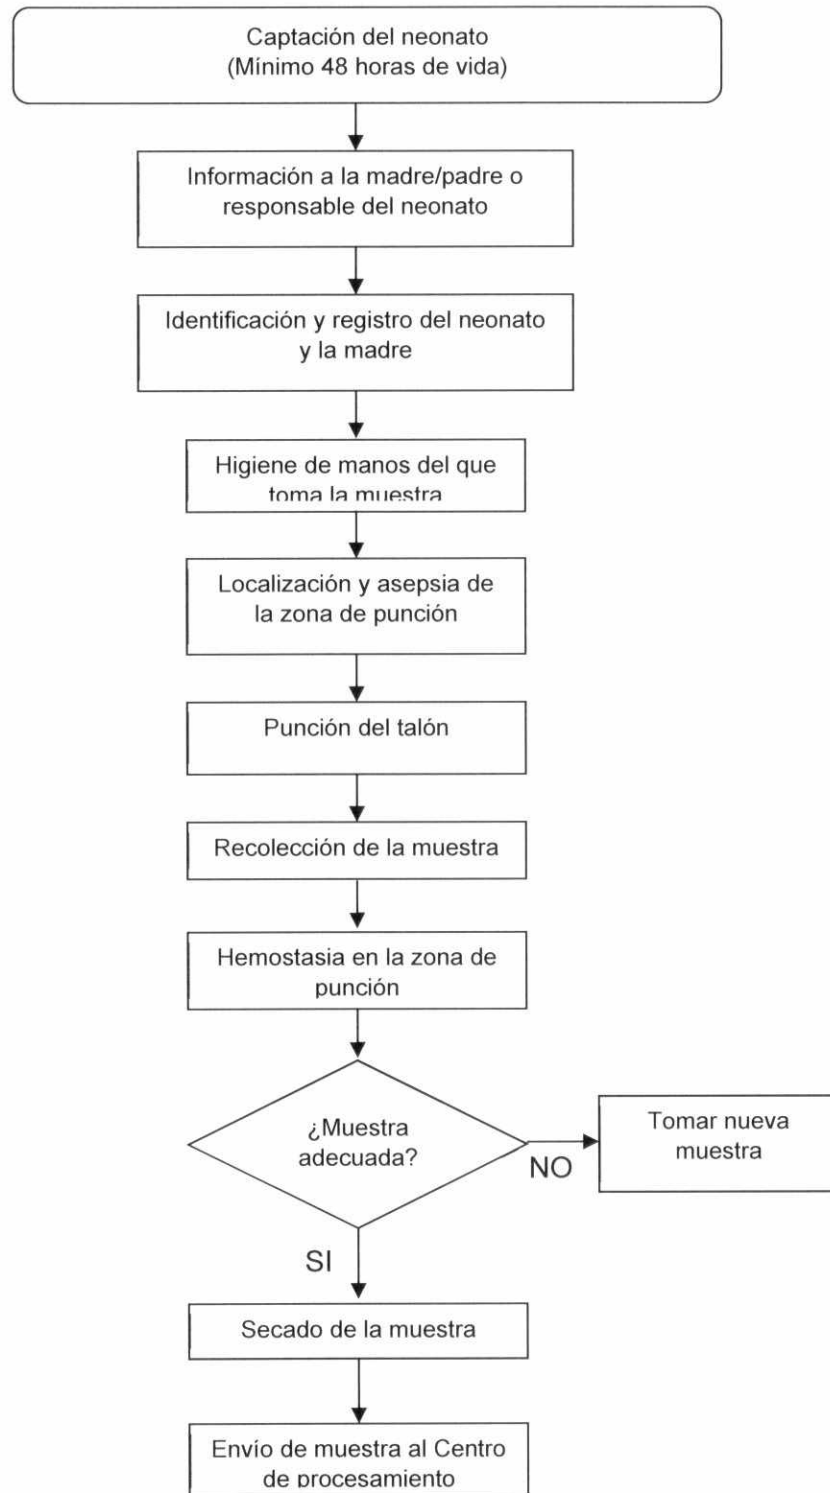 Captación del neonato
(Mínimo 48 horas de vida)
Información a la madre/padre o
responsable del neonato
Identificación y registro del neonato
y la madre
Higiene de manos del que
toma la muestra
Localización y asepsia de
la zona de punción
Punción del talón
Recolección de la muestra
Hemostasia en la zona de
punción
¿Muestra
adecuada?
NO
Tomar nueva
muestra
SI
Secado de la muestra
Envío de muestra al Centro
de procesamiento